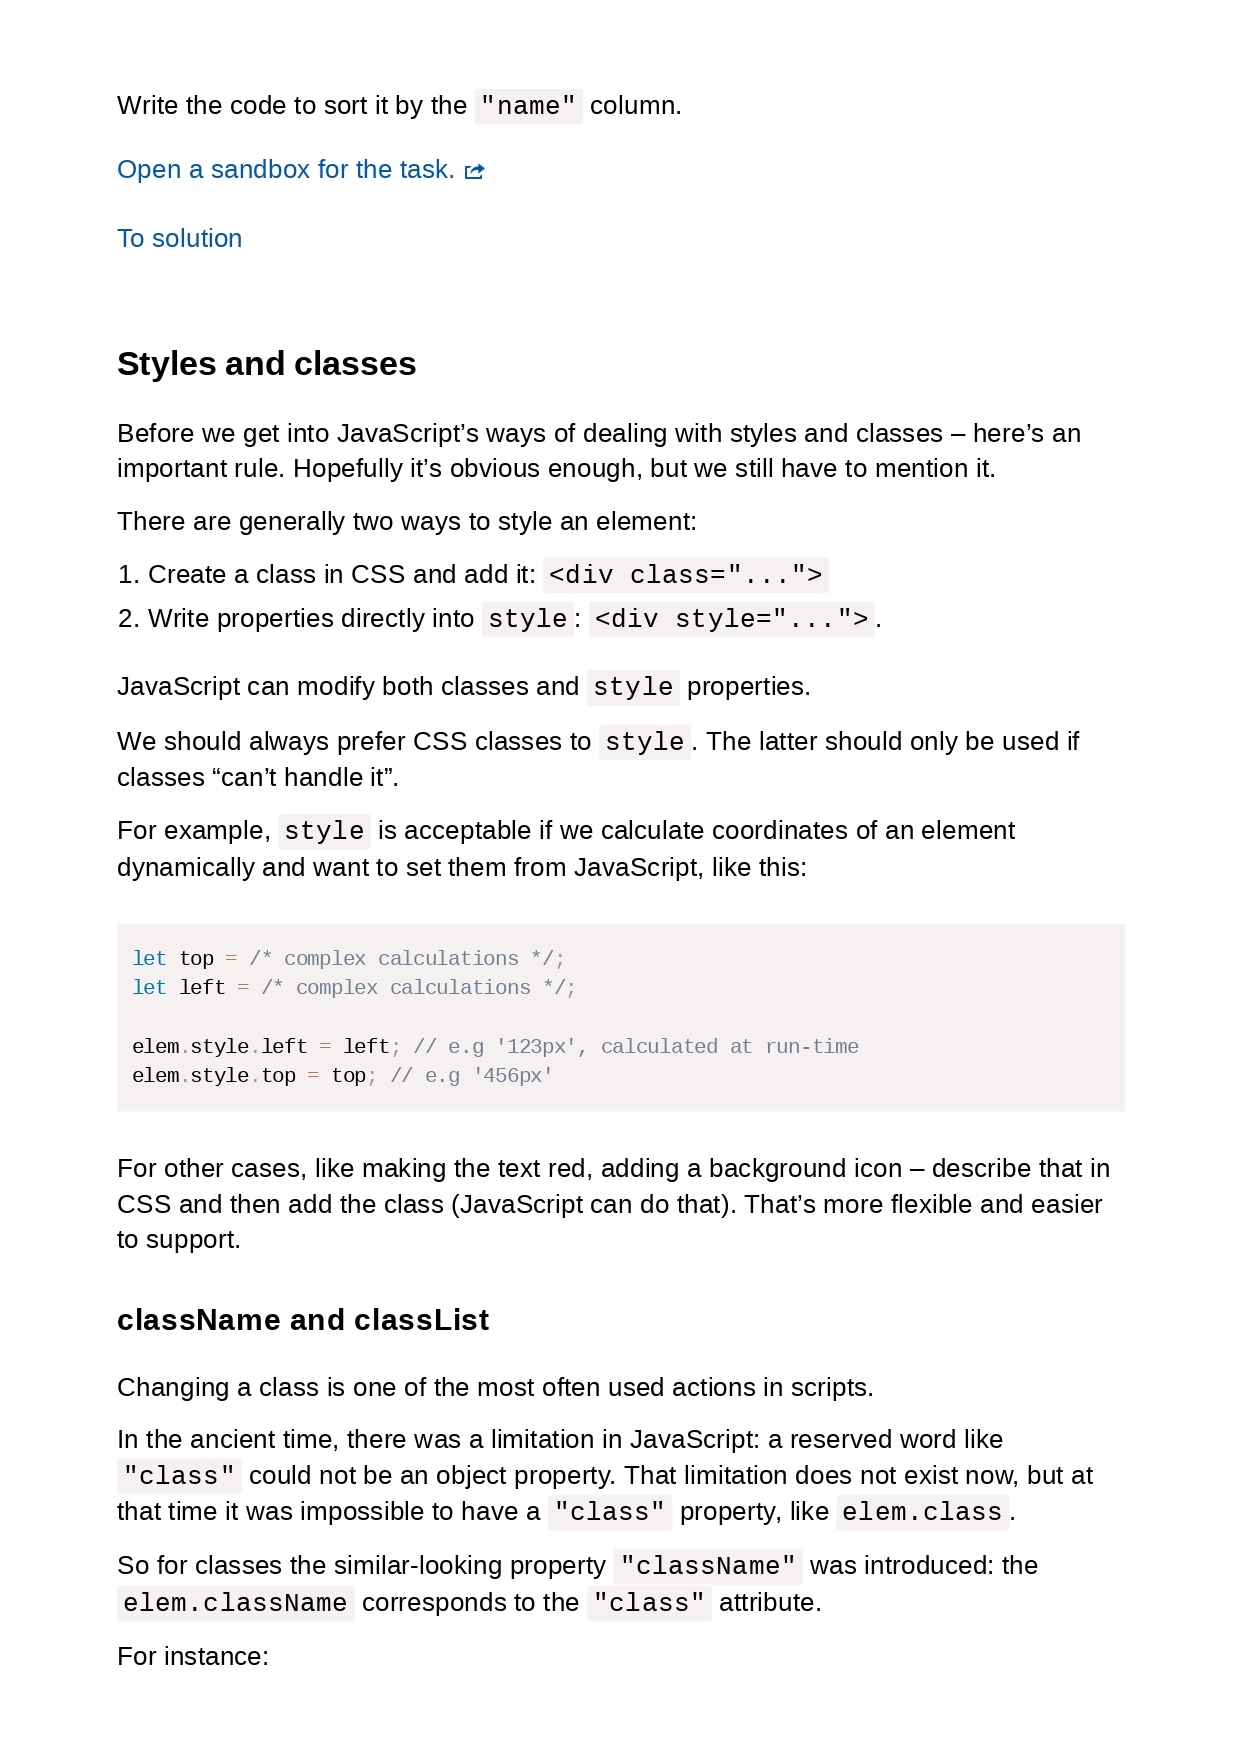 Write the code to sort it by the "name" column.
Open a sandbox for the task.
To solution
Styles and classes
Before we get into JavaScript’s ways of dealing with styles and classes – here’s an
important rule. Hopefully it’s obvious enough, but we still have to mention it.
There are generally two ways to style an element:
1. Create a class in CSS and add it: <div class="...">
2. Write properties directly into style: <div style="...">.
JavaScript can modify both classes and style properties.
We should always prefer CSS classes to style. The latter should only be used if
classes “can’t handle it”.
For example, style is acceptable if we calculate coordinates of an element
dynamically and want to set them from JavaScript, like this:
let top = /* complex calculations */;
let left = /* complex calculations */;
elem.style.left = left; // e.g '123px', calculated at run-time
elem.style.top = top; // e.g '456px'
For other cases, like making the text red, adding a background icon – describe that in
CSS and then add the class (JavaScript can do that). That’s more flexible and easier
to support.
className and classList
Changing a class is one of the most often used actions in scripts.
In the ancient time, there was a limitation in JavaScript: a reserved word like
"class" could not be an object property. That limitation does not exist now, but at
that time it was impossible to have a "class" property, like elem.class.
So for classes the similar-looking property "className" was introduced: the
elem.className corresponds to the "class" attribute.
For instance: